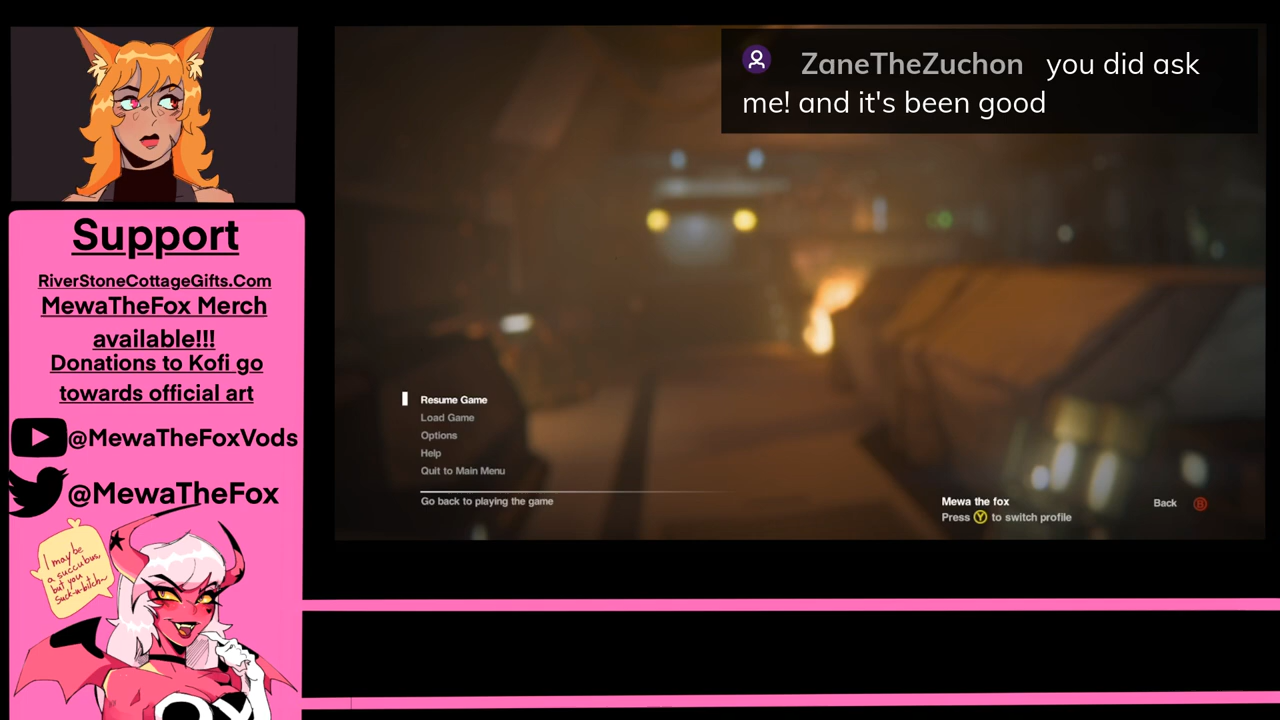 ZaneTheZuchon you did ask
me! and it's been good
Support
RiverStoneCottageGifts.Com
MewaTheFox Merch
available!!!
Donations to Kofi go
towards official art
@MewaTheFoxVods
@MewaTheFox
I may be
a succubus,
but you
suck-a-bitch~
Resume Game
Load Game
Options
Help
Quit to Main Menu
Go back to playing the game
Mewa the fox
Press Y to switch profile
Back B